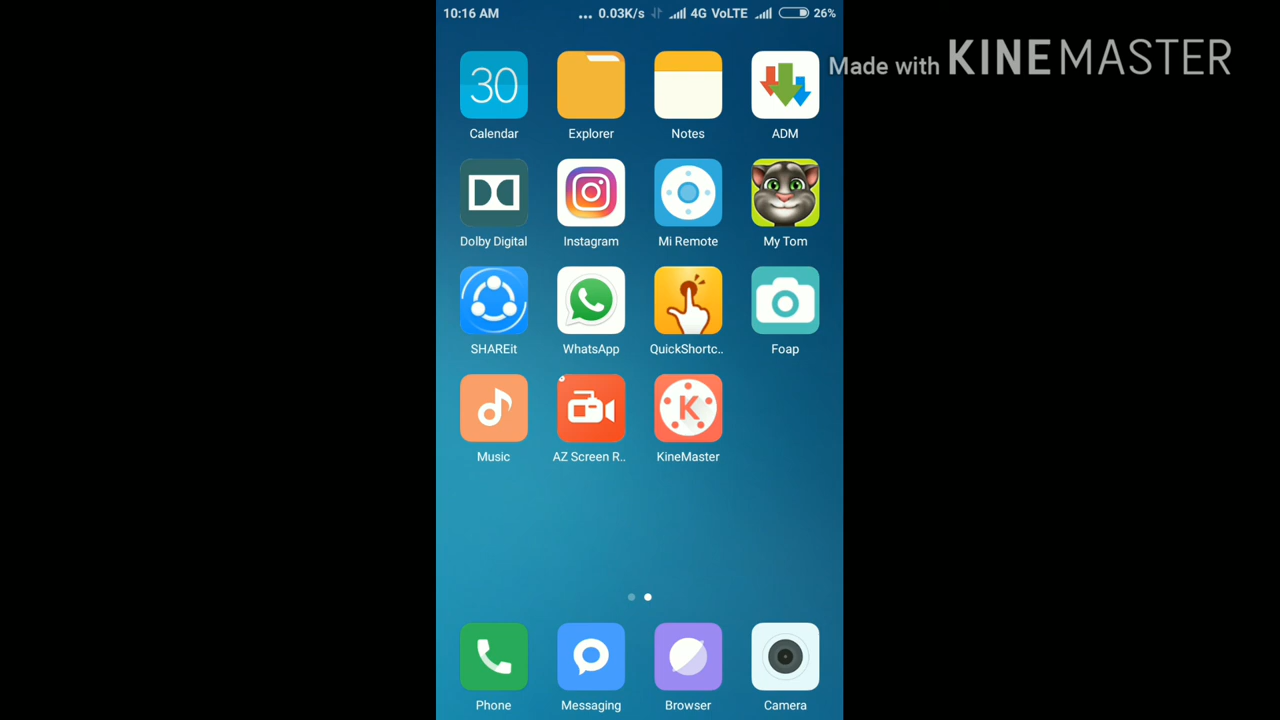 10:16 AM ... 0.03K/s 4G VoLTE 26%
Made with KINEMASTER
30
Calendar Explorer Notes ADM
Dolby Digital Instagram Mi Remote My Tom
SHAREit WhatsApp QuickShortc.. Foap
K
Music AZ Screen R.. KineMaster
Phone Messaging Browser Camera